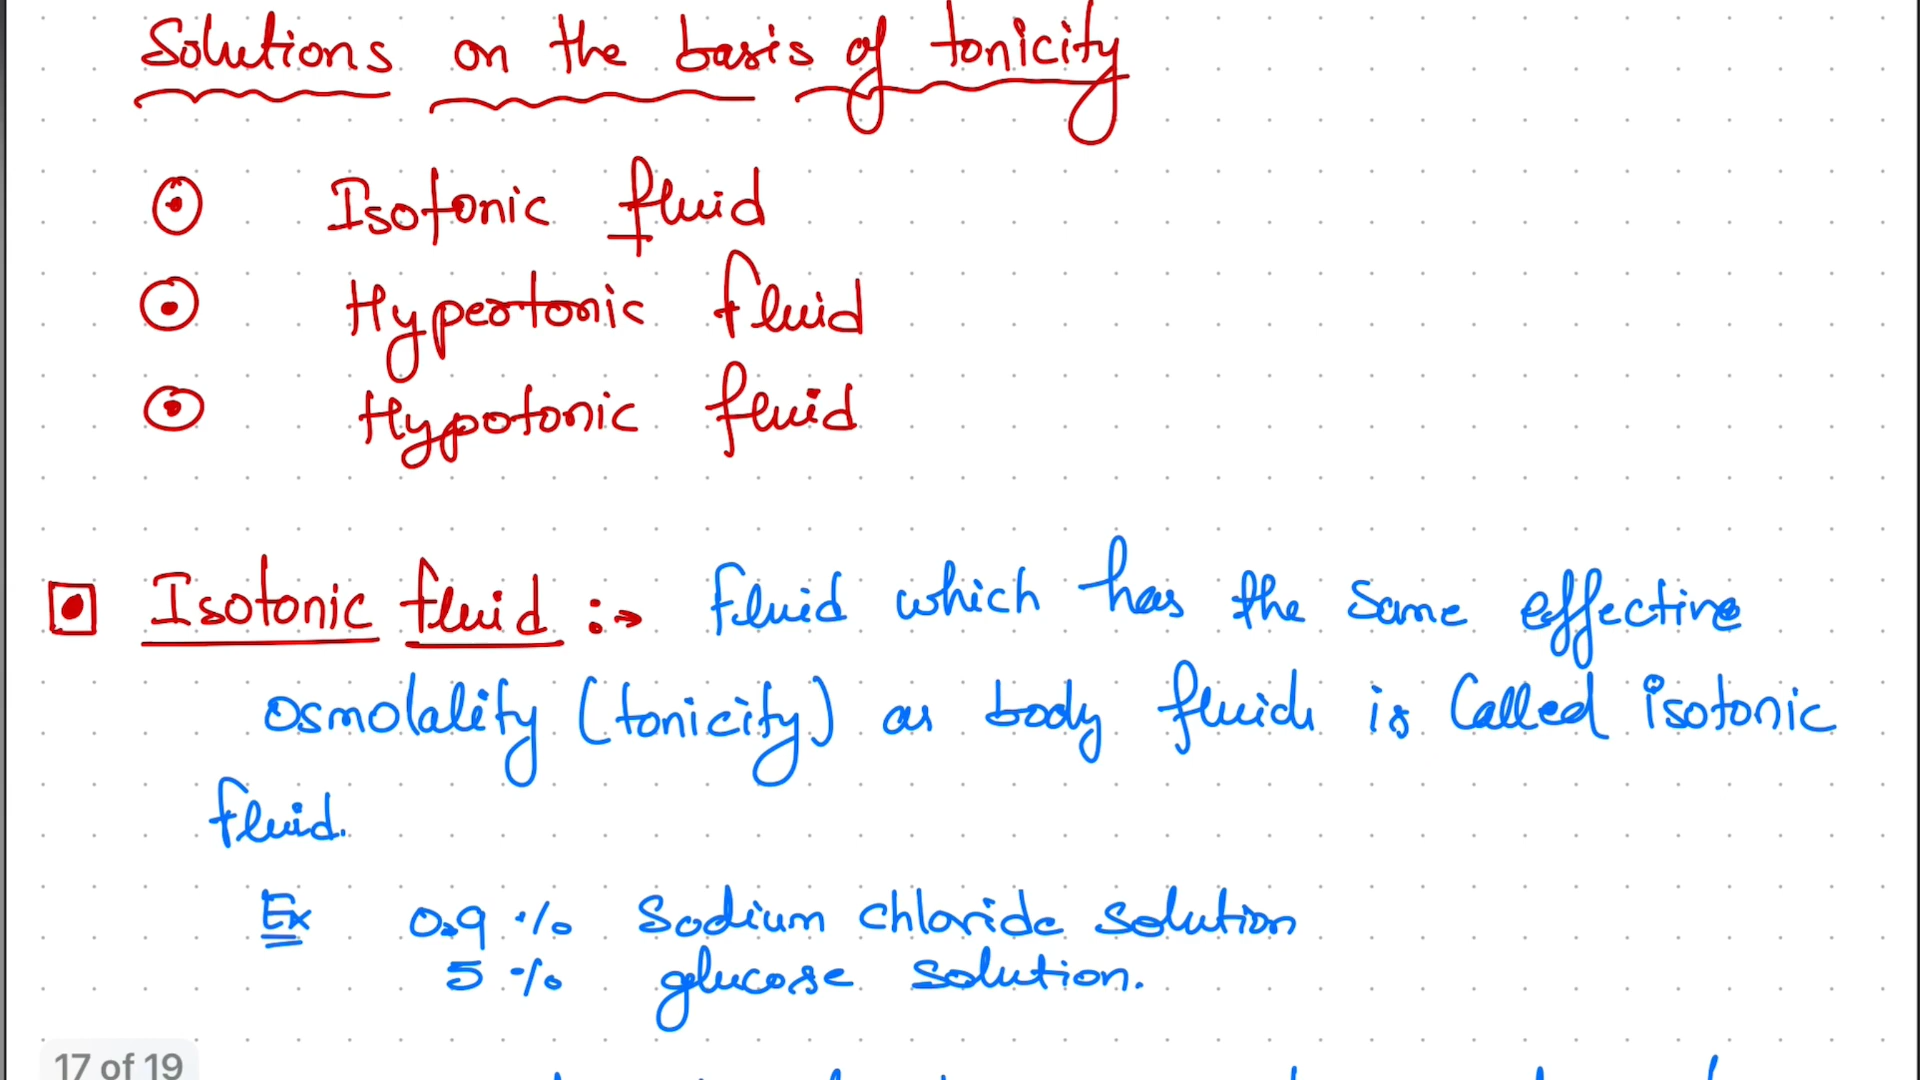 Solutions on the basis of tonicity
Isotonic fluid
Hypertonic fluid
Hypotonic fluid
Isotonic fluid :→ Fluid which has the same effective
osmolality (tonicity) as body fluids is called isotonic
fluid.
Ex 0.9 % Sodium chloride solution
5 % glucose solution.
17 of 19